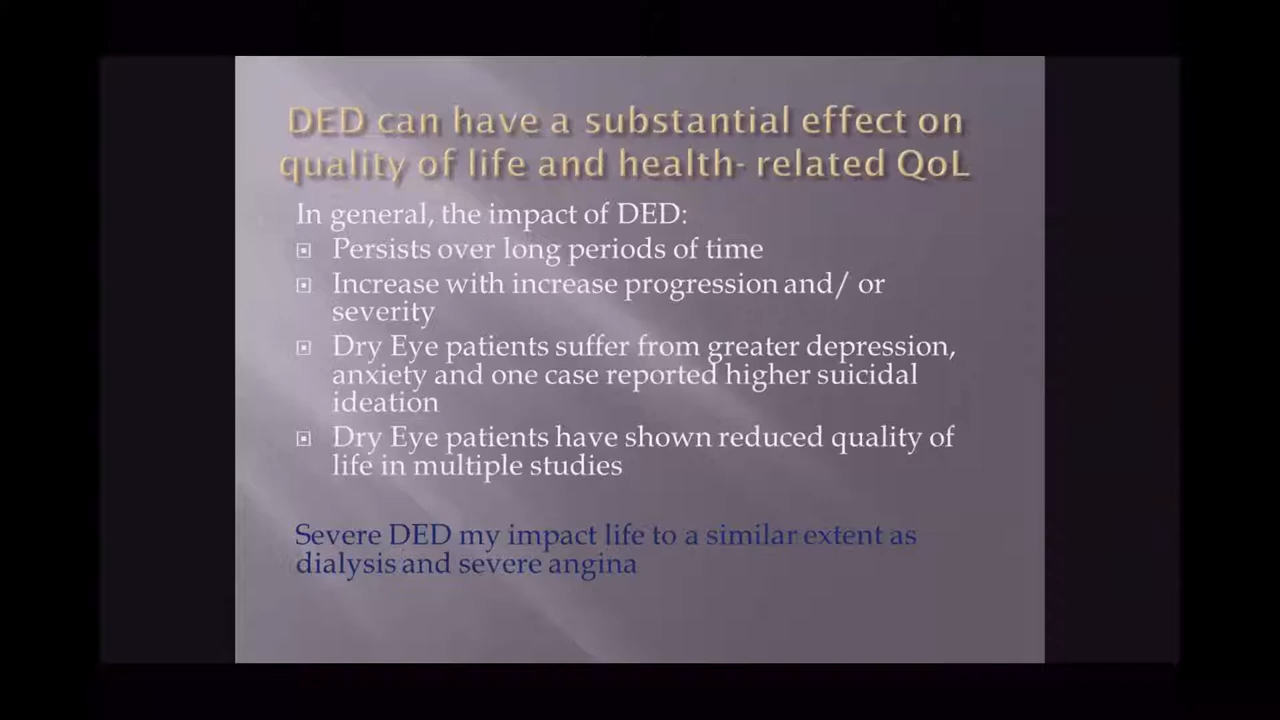 DED can have a substantial effect on
quality of life and health- related QoL
In general, the impact of DED:
Persists over long periods of time
Increase with increase progression and/ or
severity
Dry Eye patients suffer from greater depression,
anxiety and one case reported higher suicidal
ideation
Dry Eye patients have shown reduced quality of
life in multiple studies
Severe DED my impact life to a similar extent as
dialysis and severe angina